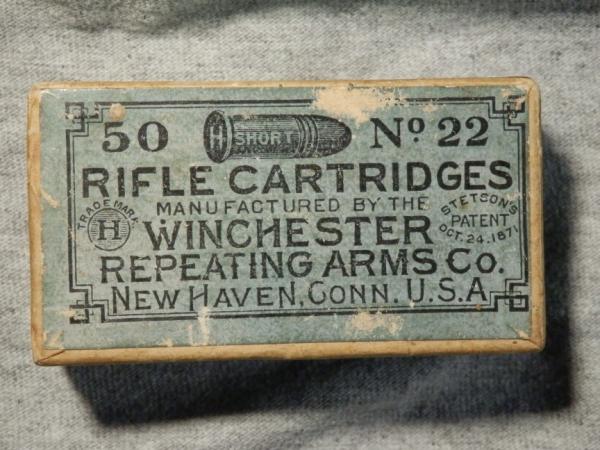 50 H SHORT No 22
RIFLE CARTRIDGES
MANUFACTURED BY THE
TRADE MARK.
H
WINCHESTER
STETSON'S
PATENT
OCT. 24. 1871
REPEATING ARMS Co.
NEW HAVEN, CONN. U.S.A.